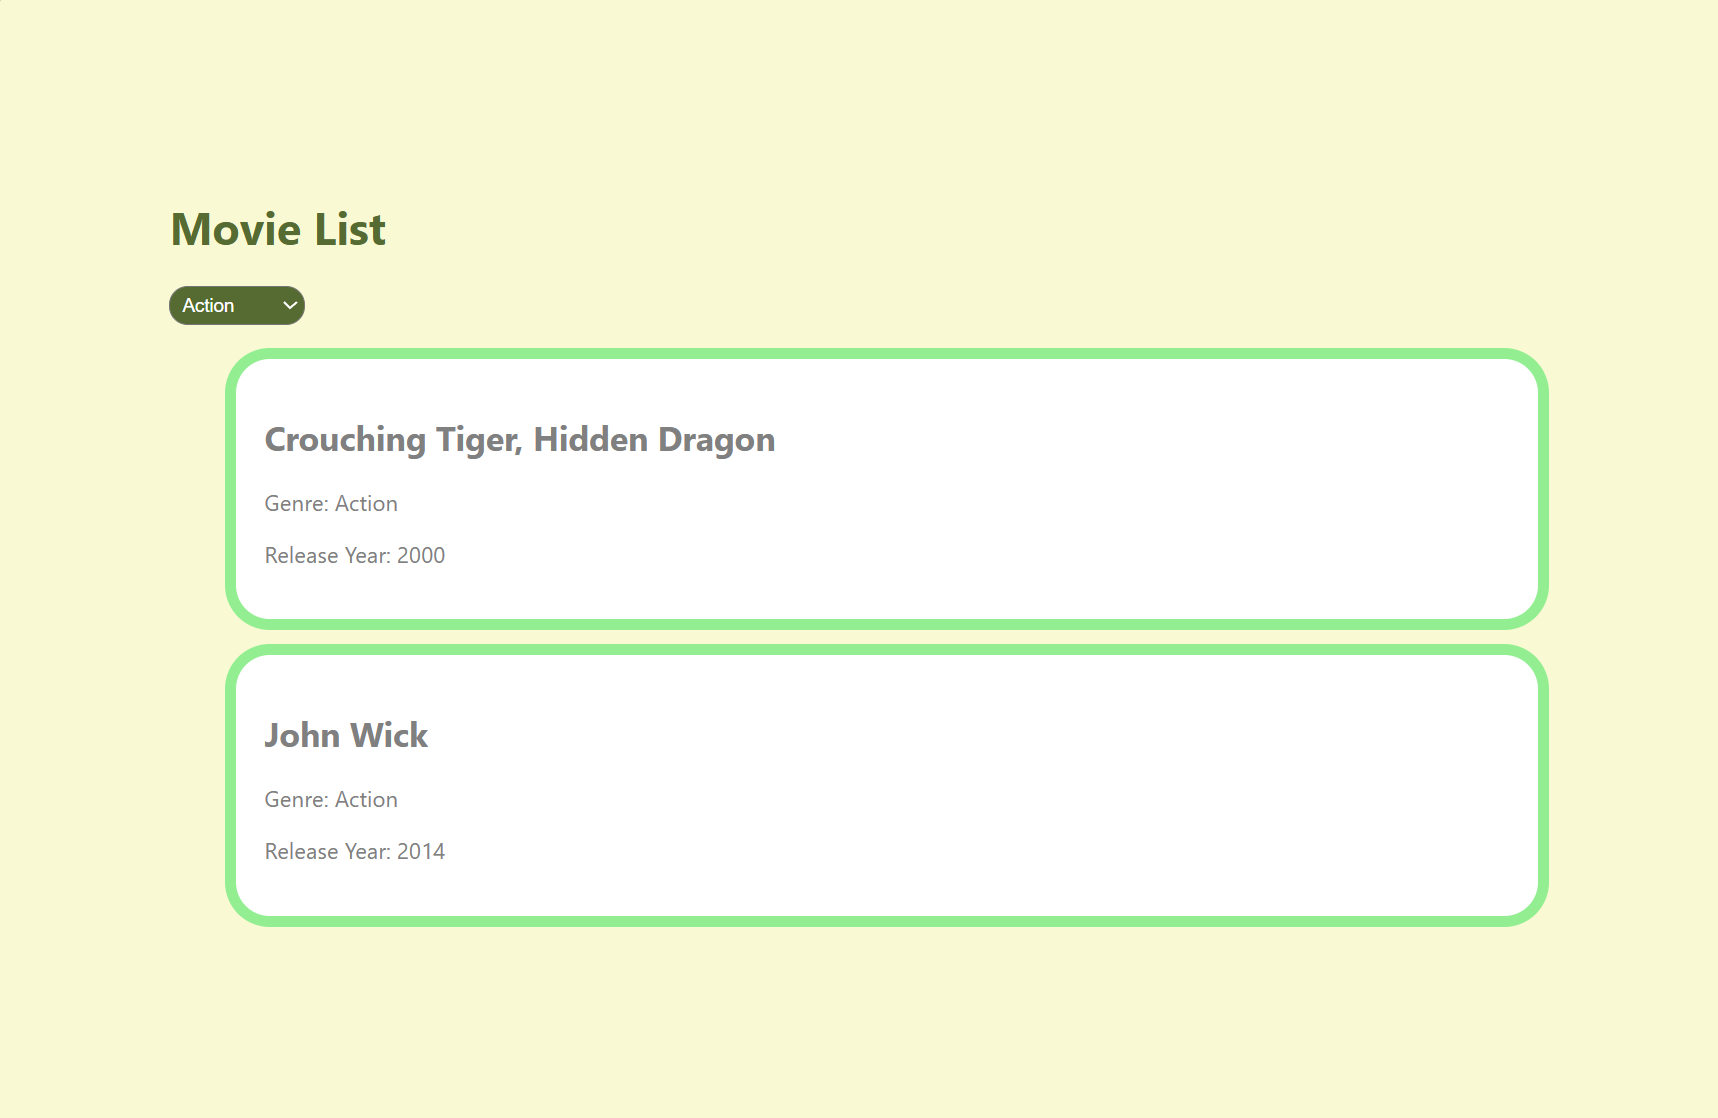 Movie List
Action
Crouching Tiger, Hidden Dragon
Genre: Action
Release Year: 2000
John Wick
Genre: Action
Release Year: 2014